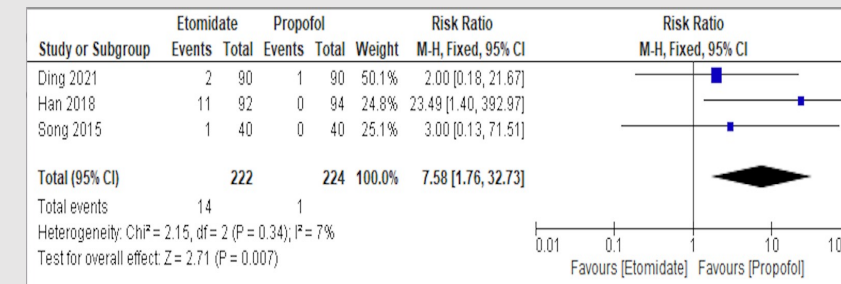 Etomidate Propofol Risk Ratio Risk Ratio
Study or Subgroup Events Total Events Total Weight M-H, Fixed, 95% CI M-H, Fixed, 95% CI
Ding 2021 2 90 1 90 50.1% 2.00 [0.18, 21.67]
Han 2018 11 92 0 94 24.8% 23.49 [1.40, 392.97]
Song 2015 1 40 0 40 25.1% 3.00 [0.13, 71.51]
Total (95% CI) 222 224 100.0% 7.58 [1.76, 32.73]
Total events 14 1
Heterogeneity: Chi² = 2.15, df = 2 (P = 0.34); I² = 7%
Test for overall effect: Z = 2.71 (P = 0.007)
0.01 0.1 1 10
Favours [Etomidate] Favours [Propofol]